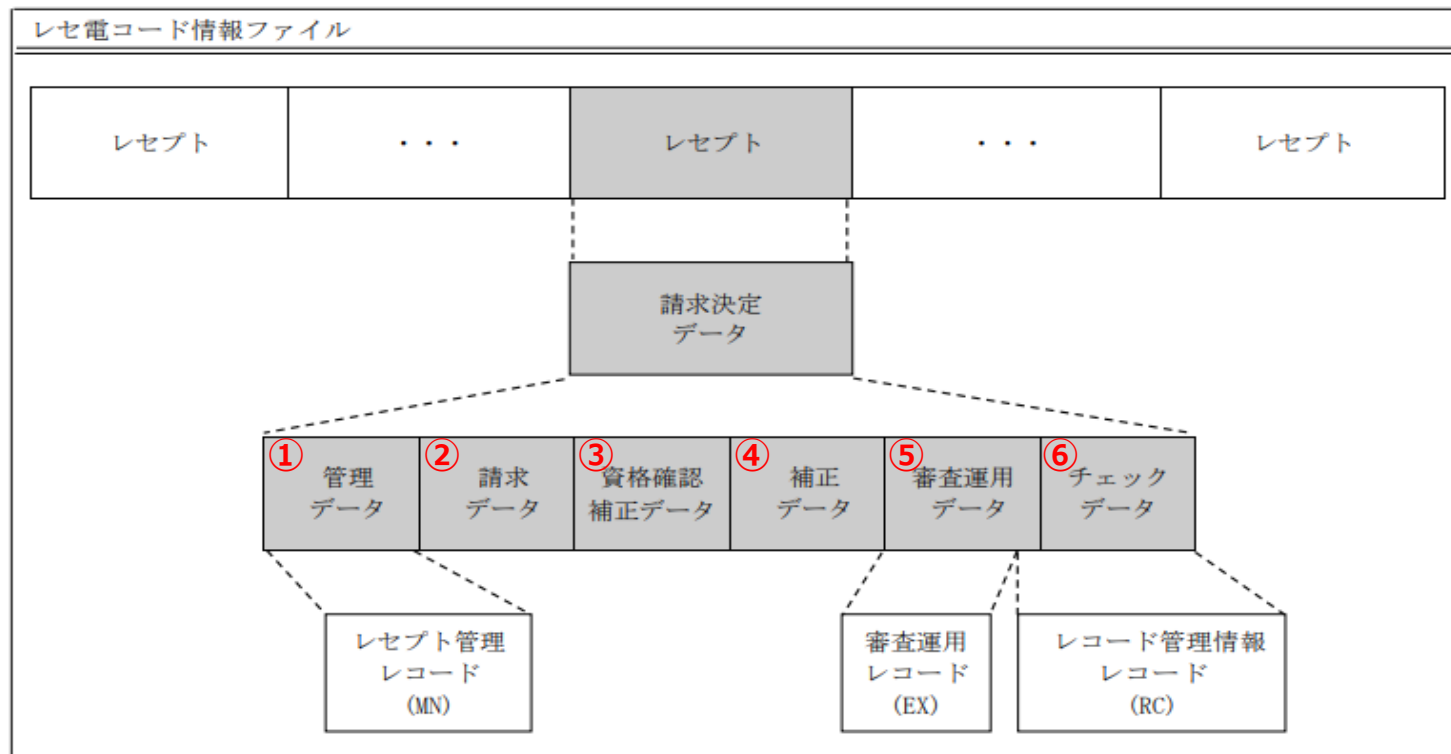 レセ電コード情報ファイル
レセプト
・・・
レセプト
・・・
レセプト
請求決定
データ
① 管理
データ
② 請求
データ
③ 資格確認
補正データ
④ 補正
データ
⑤ 審査運用
データ
⑥ チェック
データ
レセプト管理
レコード
(MN)
審査運用
レコード
(EX)
レコード管理情報
レコード
(RC)